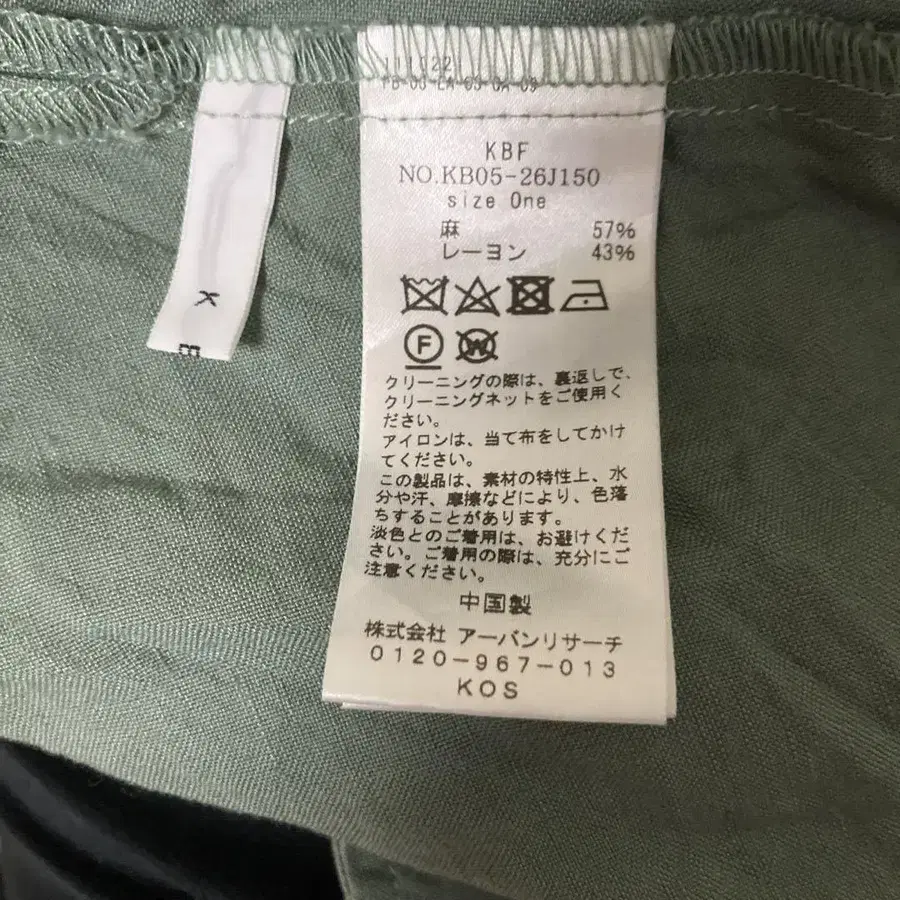 KBF
NO.KB05-26J150
size One
麻 57%
レーヨン 43%
F
W
クリーニングの際は、裏返しで、
クリーニングネットをご使用く
ださい。
アイロンは、当て布をしてかけ
てください。
この製品は、素材の特性上、水
分や汗、摩擦などにより、色落
ちすることがあります。
淡色とのご着用は、お避けくだ
さい。ご着用の際は、充分にご
注意ください。
中国製
株式会社 アーバンリサーチ
0120-967-013
KOS
K